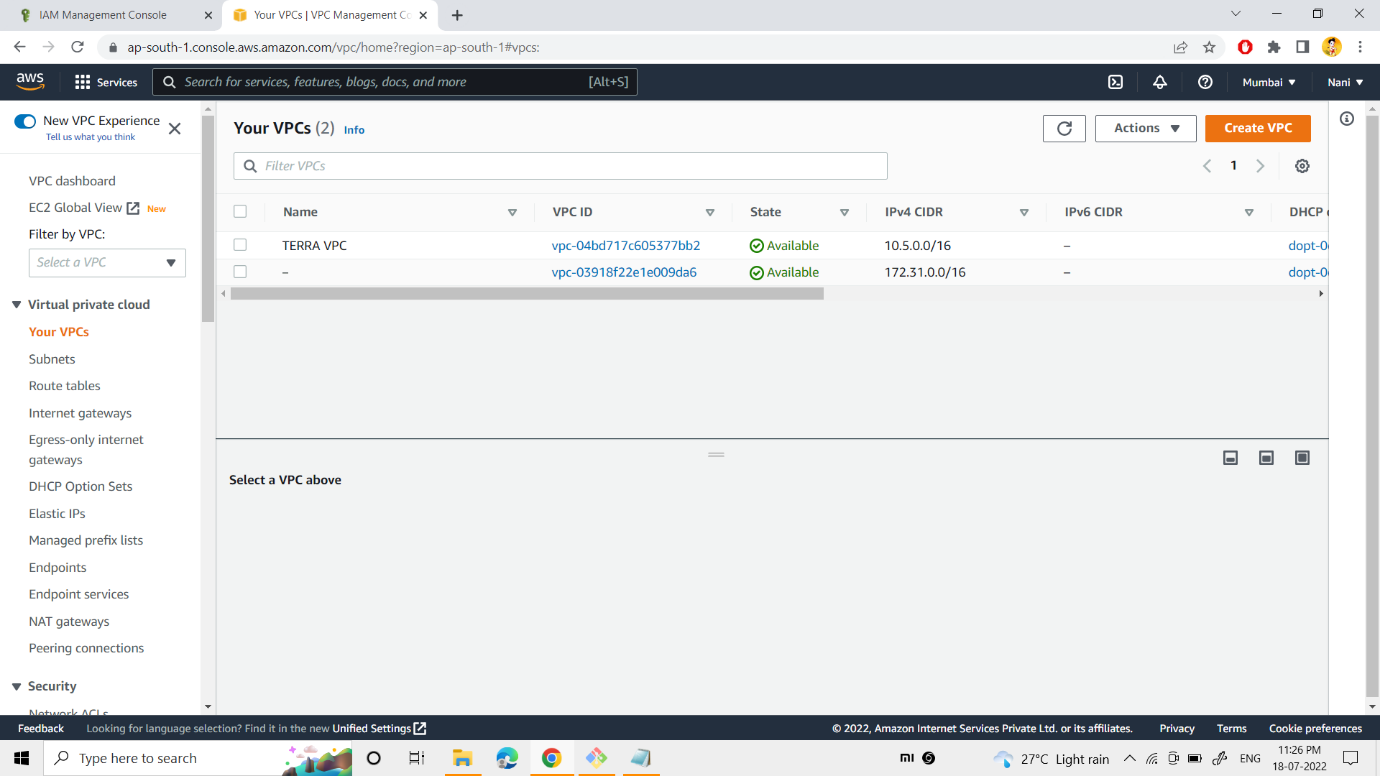 IAM Management Console
Your VPCs | VPC Management Co
ap-south-1.console.aws.amazon.com/vpc/home?region=ap-south-1#vpcs:
aws
Services
Search for services, features, blogs, docs, and more
[Alt+S]
Mumbai
Nani
New VPC Experience
Tell us what you think
VPC dashboard
EC2 Global View New
Filter by VPC:
Select a VPC
Virtual private cloud
Your VPCs
Subnets
Route tables
Internet gateways
Egress-only internet
gateways
DHCP Option Sets
Elastic IPs
Managed prefix lists
Endpoints
Endpoint services
NAT gateways
Peering connections
Security
Network ACLs
Your VPCs (2) Info
Actions
Create VPC
Filter VPCs
1
Name VPC ID State IPv4 CIDR IPv6 CIDR DHCP
TERRA VPC vpc-04bd717c605377bb2 Available 10.5.0.0/16 –
– vpc-03918f22e1e009da6 Available 172.31.0.0/16 –
Select a VPC above
Feedback Looking for language selection? Find it in the new Unified Settings © 2022, Amazon Internet Services Private Ltd. or its affiliates. Privacy Terms Cookie preferences
Type here to search
27°C Light rain
ENG
11:26 PM
18-07-2022